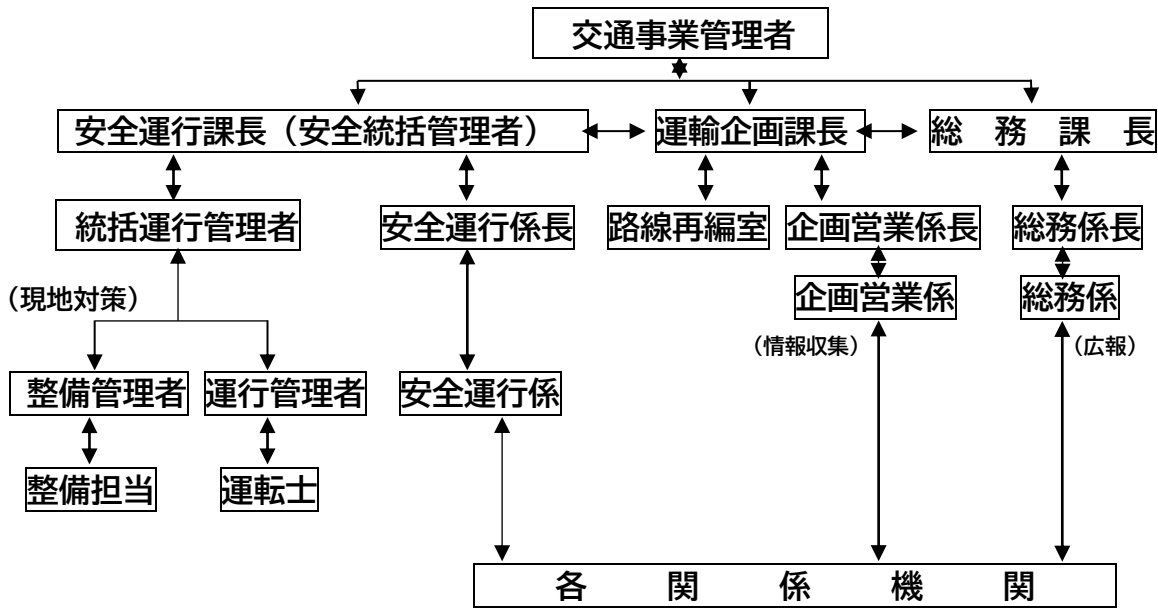 交通事業管理者
安全運行課長（安全統括管理者）
運輸企画課長
総務課長
統括運行管理者
安全運行係長
路線再編室
企画営業係長
総務係長
（現地対策）
企画営業係
総務係
（情報収集）
（広報）
整備管理者
運行管理者
安全運行係
整備担当
運転士
各関係機関